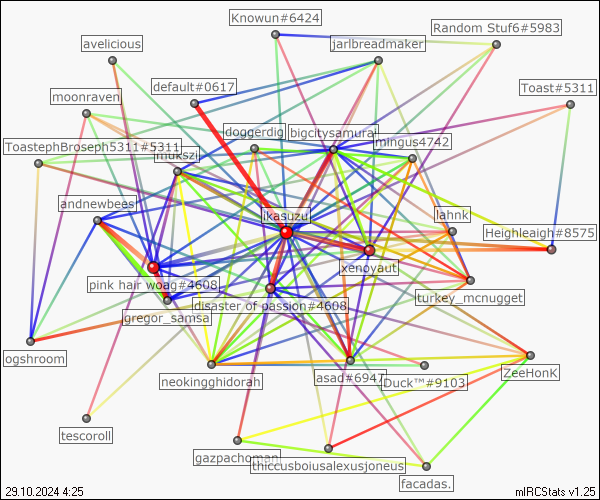 Knowun#6424
Random Stuf6#5983
avelicious
jarlbreadmaker
default#0617
Toast#5311
moonraven
doggerdig
bigcitysamurai
mingus4742
ToastephBroseph5311#5311
mukszi
andnewbees
ikasuzu
lahnk
Heighleaigh#8575
xenoyaut
pink hair woag#4608
disaster of passion#4608
turkey_mcnugget
gregor_samsa
ogshroom
neokingghidorah
asad#6947
Duck™#9103
ZeeHonK
tescoroll
gazpachoman
thiccusboiusalexusjoneus
facadas.
29.10.2024 4:25
mIRCStats v1.25